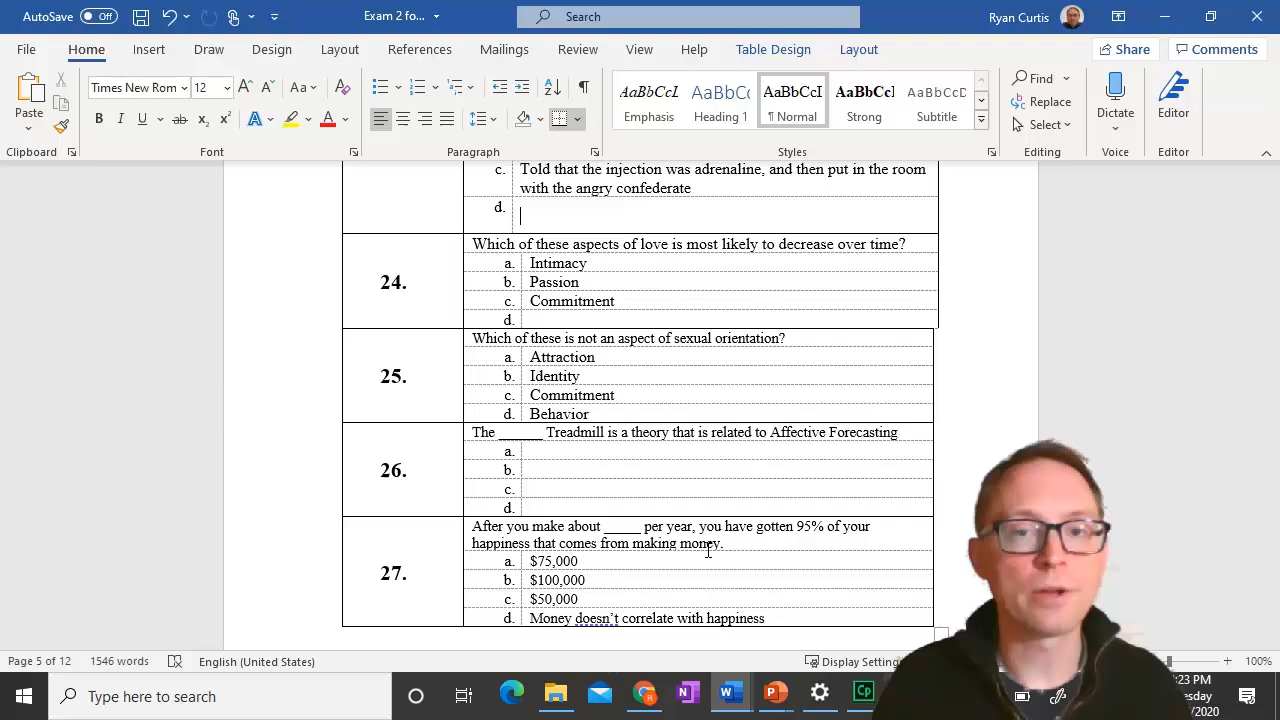 AutoSave Off Exam 2 fo... Search Ryan Curtis
File Home Insert Draw Design Layout References Mailings Review View Help Table Design Layout Share Comments
Paste
Clipboard
Times New Rom 12 Aa
B I U ab x₂ x² A A
Font
Paragraph
AaBbCcI AaBbCc AaBbCcI AaBbCcl AaBbCcD
Emphasis Heading 1 ¶ Normal Strong Subtitle
Styles
Find
Replace
Select
Editing
Dictate
Voice
Editor
Editor
c. Told that the injection was adrenaline, and then put in the room
with the angry confederate
d.
24.
Which of these aspects of love is most likely to decrease over time?
a. Intimacy
b. Passion
c. Commitment
d.
25.
Which of these is not an aspect of sexual orientation?
a. Attraction
b. Identity
c. Commitment
d. Behavior
26.
The ______ Treadmill is a theory that is related to Affective Forecasting
a.
b.
c.
d.
27.
After you make about _____ per year, you have gotten 95% of your
happiness that comes from making money.
a. $75,000
b. $100,000
c. $50,000
d. Money doesn't correlate with happiness
Page 5 of 12 1546 words English (United States) Display Setting 100%
Type here to search